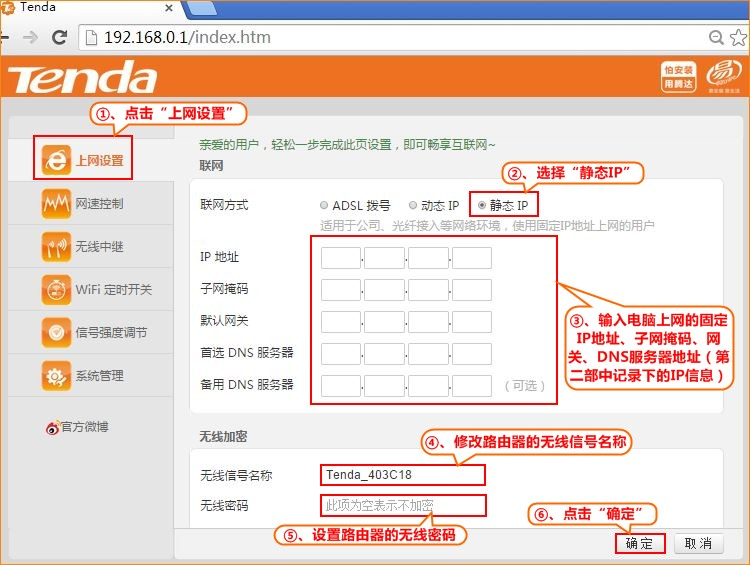 Tenda
192.168.0.1/index.htm
Tenda
怕安装
用腾达
易
①、点击“上网设置”
上网设置
网速控制
无线中继
WiFi 定时开关
信号强度调节
系统管理
官方微博
亲爱的用户，轻松一步完成此页设置，即可畅享互联网~
联网
②、选择“静态IP”
联网方式
ADSL 拨号
动态 IP
静态 IP
适用于公司、光纤接入等网络环境，使用固定IP地址上网的用户
IP 地址
子网掩码
默认网关
首选 DNS 服务器
备用 DNS 服务器
（可选）
③、输入电脑上网的固定
IP地址、子网掩码、网
关、DNS服务器地址（第
二部中记录下的IP信息）
无线加密
④、修改路由器的无线信号名称
无线信号名称
Tenda_403C18
无线密码
此项为空表示不加密
⑤、设置路由器的无线密码
⑥、点击“确定”
确 定
取 消